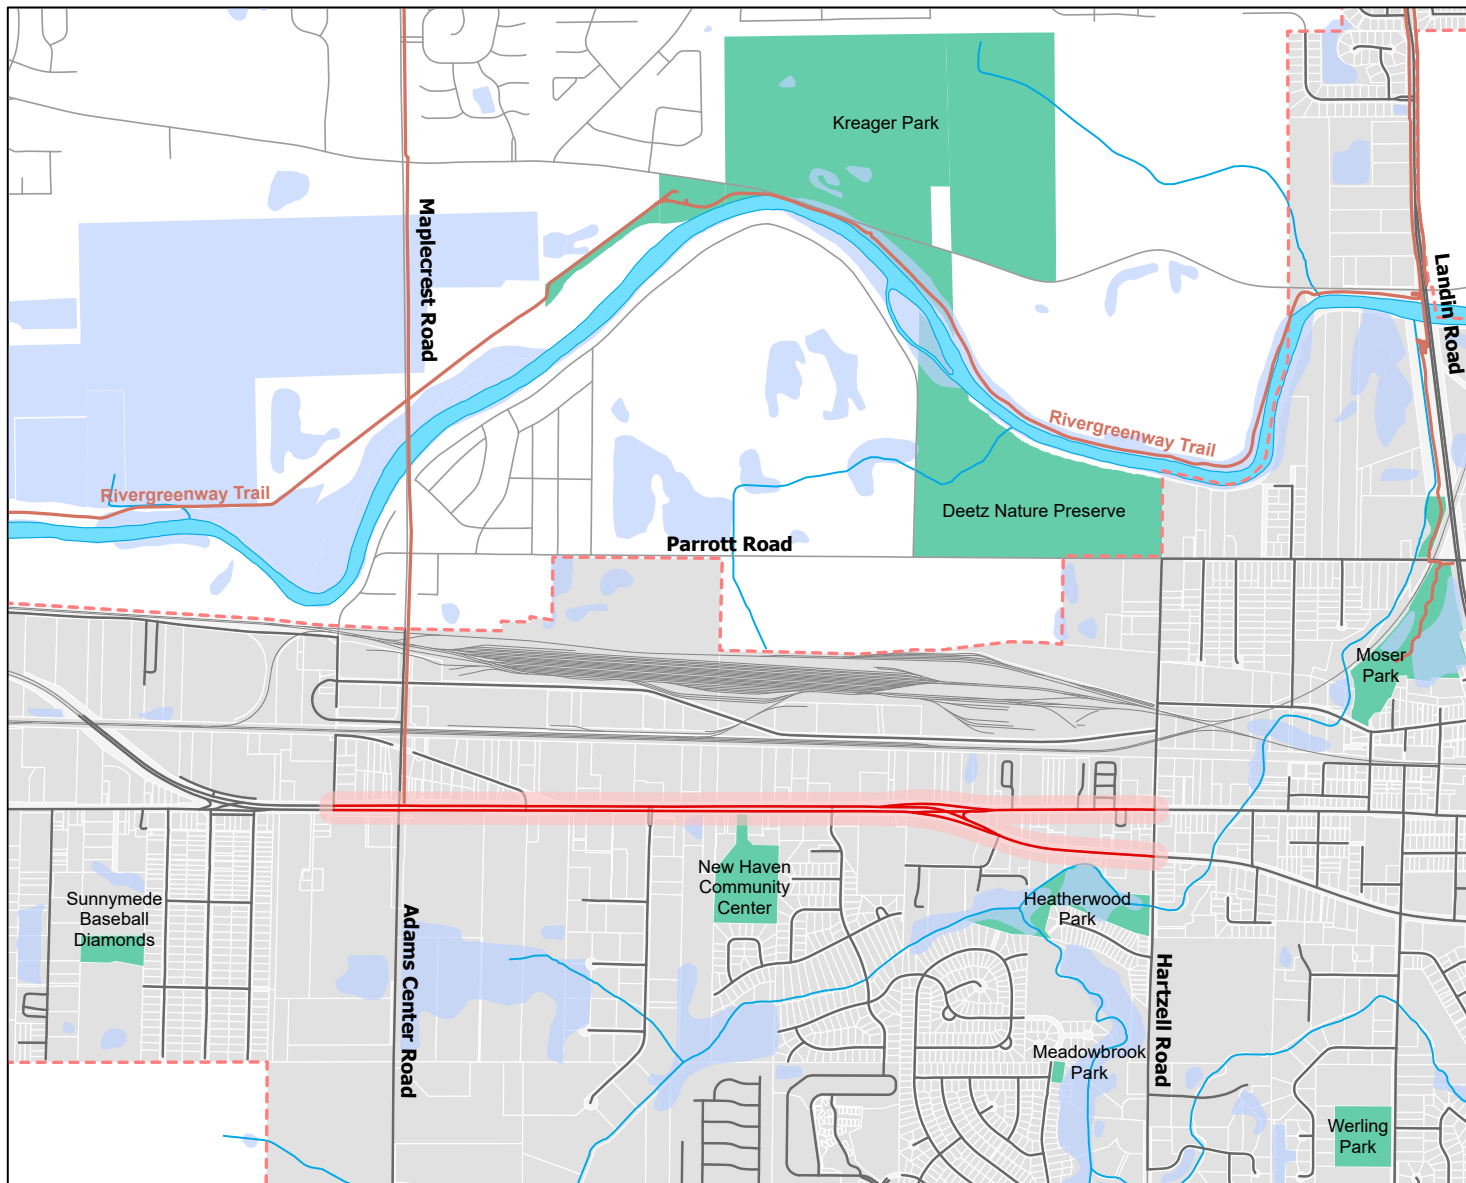 Kreager Park
Maplecrest Road
Landin Road
Rivergreenway Trail
Rivergreenway Trail
Deetz Nature Preserve
Parrott Road
Moser
Park
New Haven
Community
Center
Sunnymede
Baseball
Diamonds
Heatherwood
Park
Adams Center Road
Hartzell Road
Meadowbrook
Park
Werling
Park